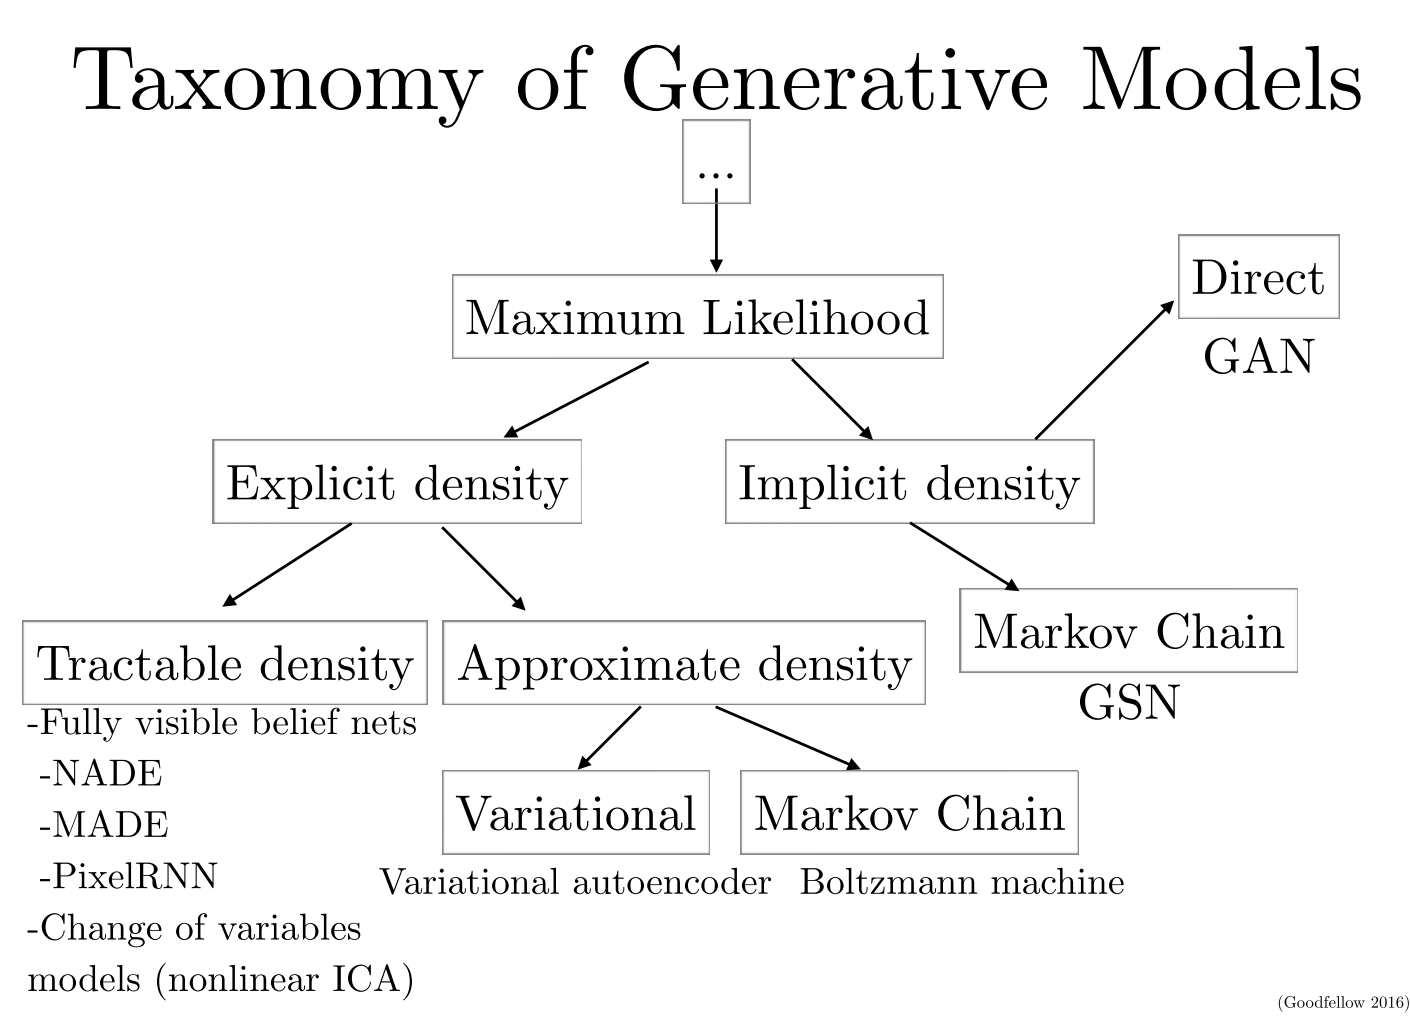 Taxonomy of Generative Models
...
Maximum Likelihood
Direct
GAN
Explicit density
Implicit density
Tractable density
Approximate density
Markov Chain
GSN
-Fully visible belief nets
-NADE
-MADE
-PixelRNN
-Change of variables
models (nonlinear ICA)
Variational
Markov Chain
Variational autoencoder
Boltzmann machine
(Goodfellow 2016)